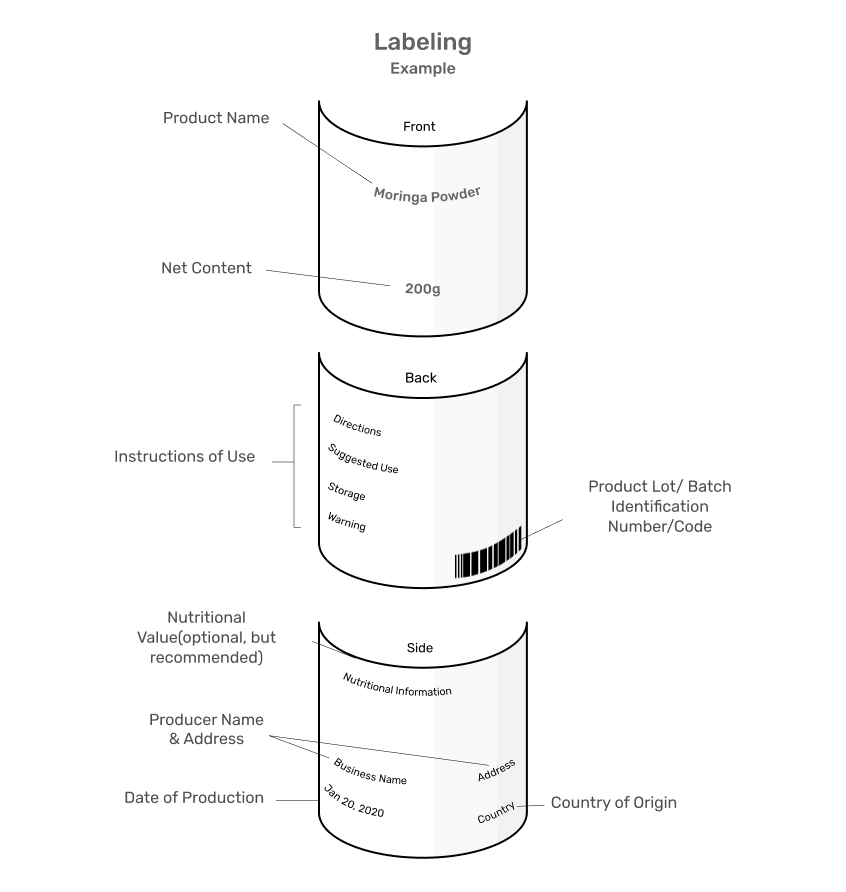 Labeling
Example
Front
Product Name
Moringa Powder
Net Content
200g
Back
Directions
Suggested Use
Storage
Warning
Instructions of Use
Product Lot/ Batch
Identification
Number/Code
Nutritional
Value(optional, but
recommended)
Side
Nutritional Information
Producer Name
& Address
Business Name
Address
Date of Production
Jan 20, 2020
Country
Country of Origin